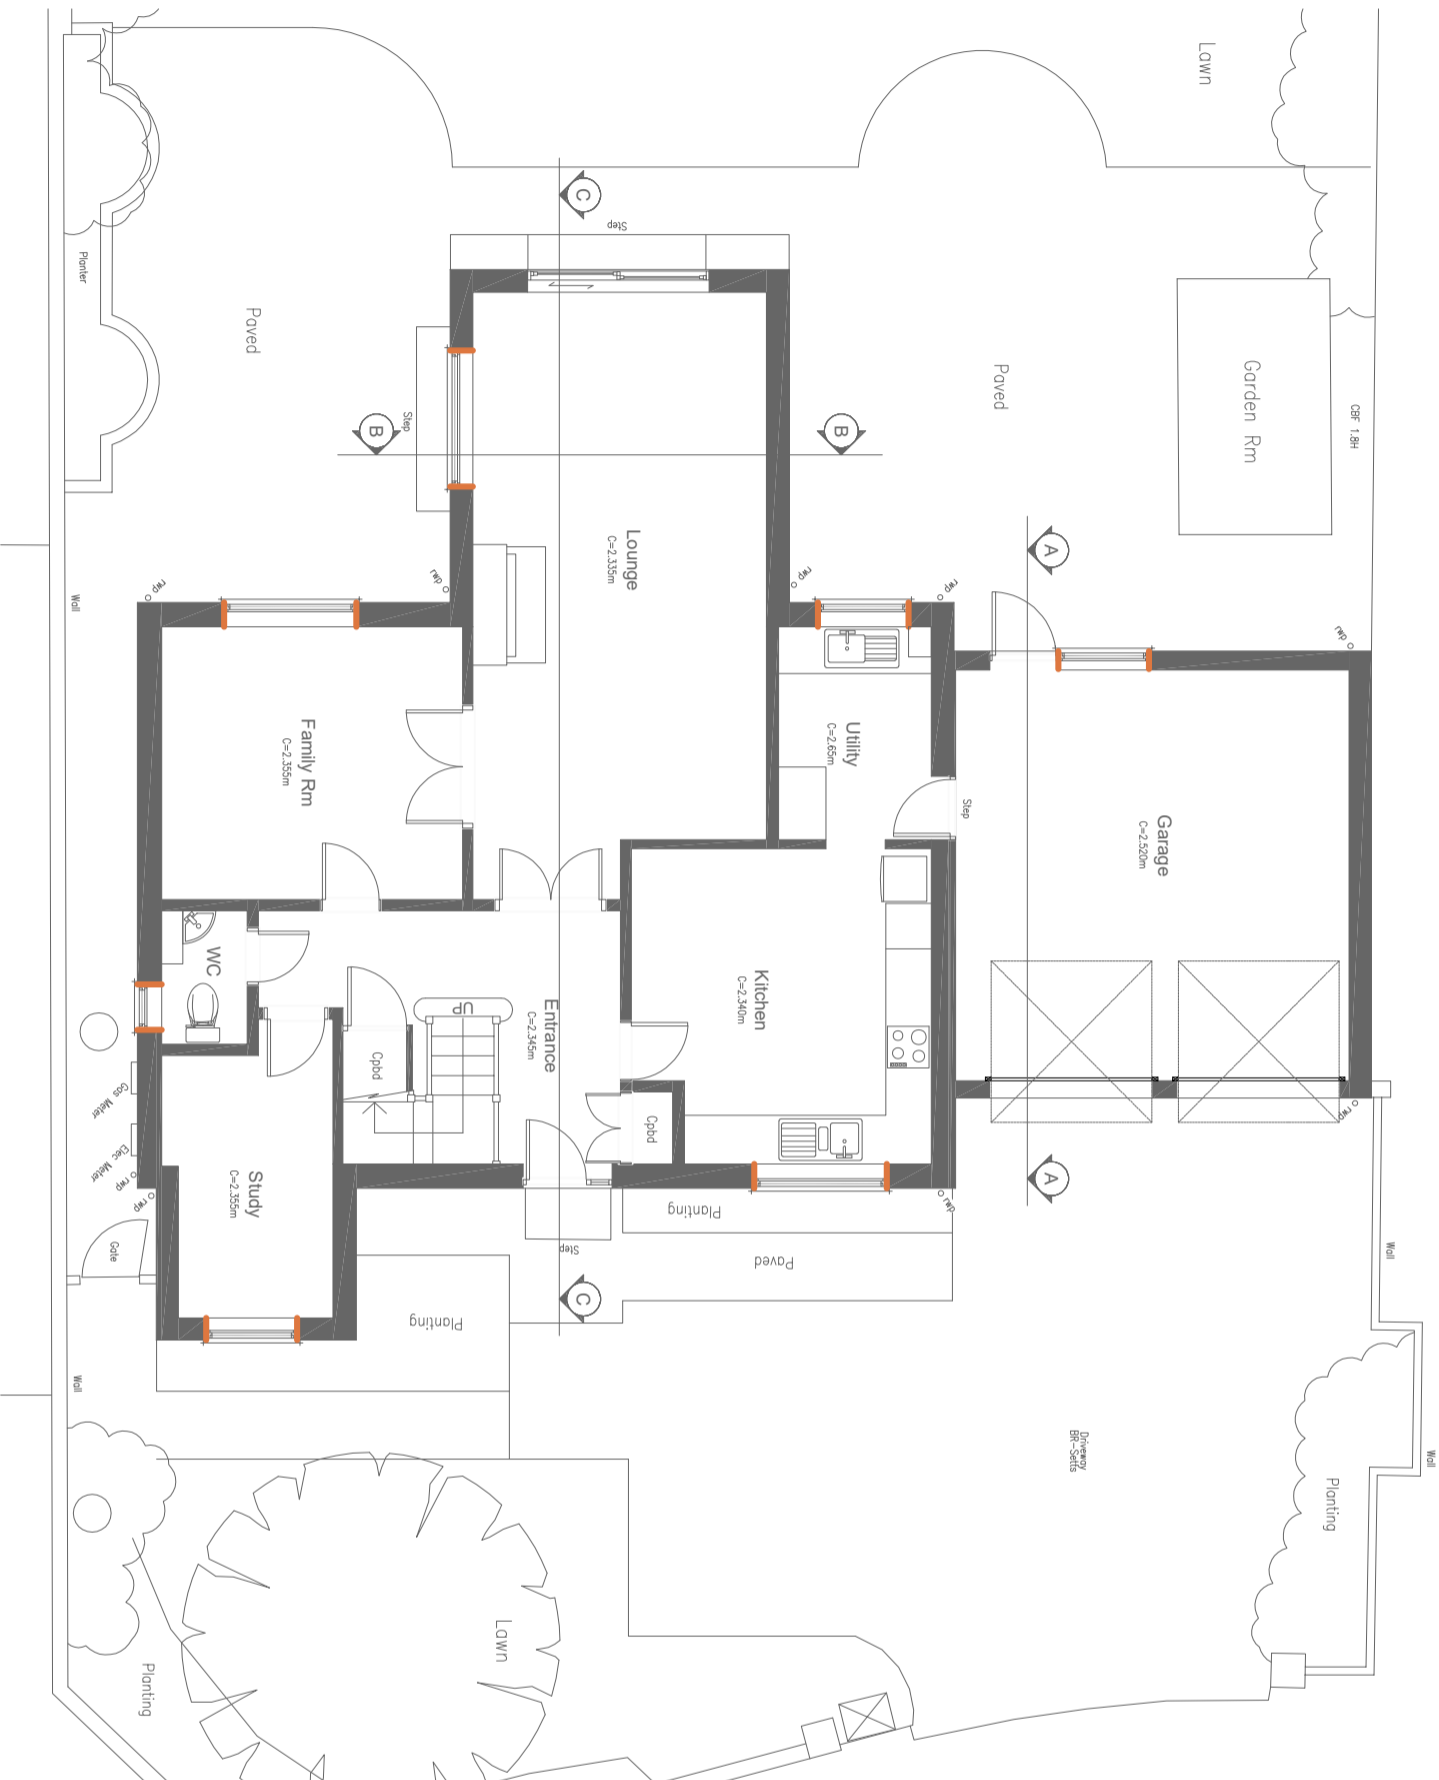 Lawn
Planter
Paved
C
Step
Paved
Garden Rm
CBF 1.8H
B
Step
B
Lounge
C=2.335m
A
rwp
rwp
rwp
rwp
rwp
Wall
Family Rm
C=2.355m
Utility
C=2.65m
Step
Garage
C=2.520m
WC
Kitchen
C=2.340m
UP
Entrance
C=2.345m
Cpbd
Cpbd
Gas Meter
Elec Meter
rwp
rwp
rwp
rwp
Study
C=2.355m
A
Planting
Paved
Step
Gate
C
Planting
Wall
Wall
Wall
Driveway
BR-Setts
Planting
Lawn
Planting